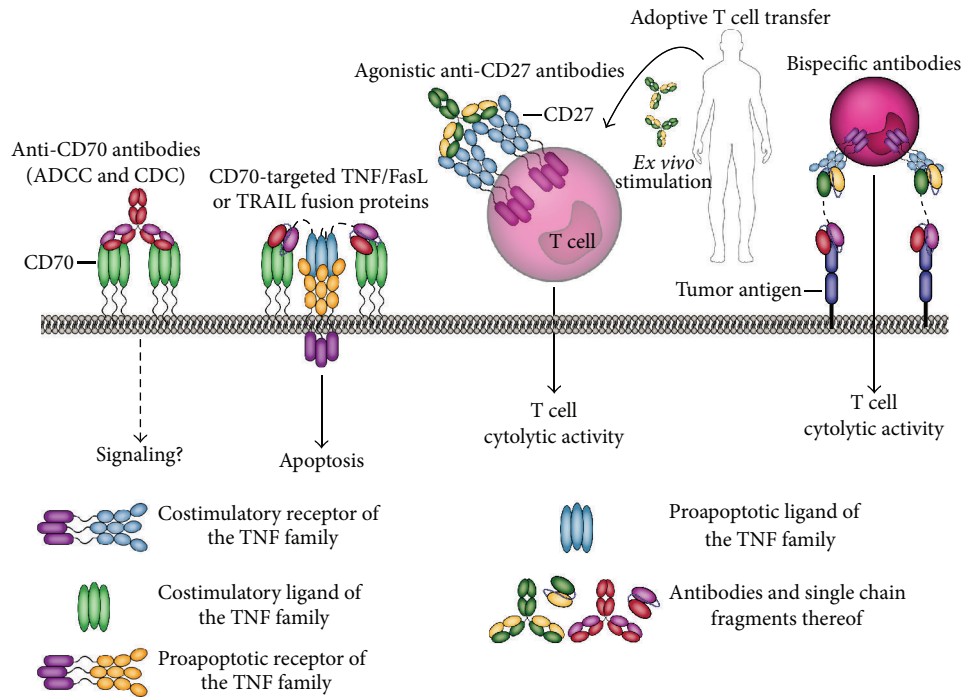 Adoptive T cell transfer
Agonistic anti-CD27 antibodies
CD27
Ex vivo
stimulation
Bispecific antibodies
Anti-CD70 antibodies
(ADCC and CDC)
CD70-targeted TNF/FasL
or TRAIL fusion proteins
CD70
T cell
Tumor antigen
Signaling?
Apoptosis
T cell
cytolytic activity
T cell
cytolytic activity
Costimulatory receptor of
the TNF family
Costimulatory ligand of
the TNF family
Proapoptotic receptor of
the TNF family
Proapoptotic ligand of
the TNF family
Antibodies and single chain
fragments thereof